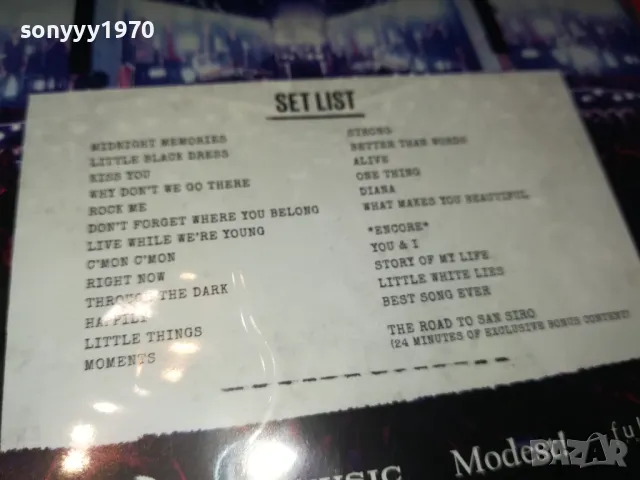 sonyyy1970
SET LIST
MIDNIGHT MEMORIES
LITTLE BLACK DRESS
KISS YOU
WHY DON'T WE GO THERE
ROCK ME
DON'T FORGET WHERE YOU BELONG
LIVE WHILE WE'RE YOUNG
C'MON C'MON
RIGHT NOW
THROUGH THE DARK
HAPPILY
LITTLE THINGS
MOMENTS
STRONG
BETTER THAN WORDS
ALIVE
ONE THING
DIANA
WHAT MAKES YOU BEAUTIFUL
*ENCORE*
YOU & I
STORY OF MY LIFE
LITTLE WHITE LIES
BEST SONG EVER
THE ROAD TO SAN SIRO
(24 MINUTES OF EXCLUSIVE BONUS CONTENT)
MUSIC
Modest!
BAZAR